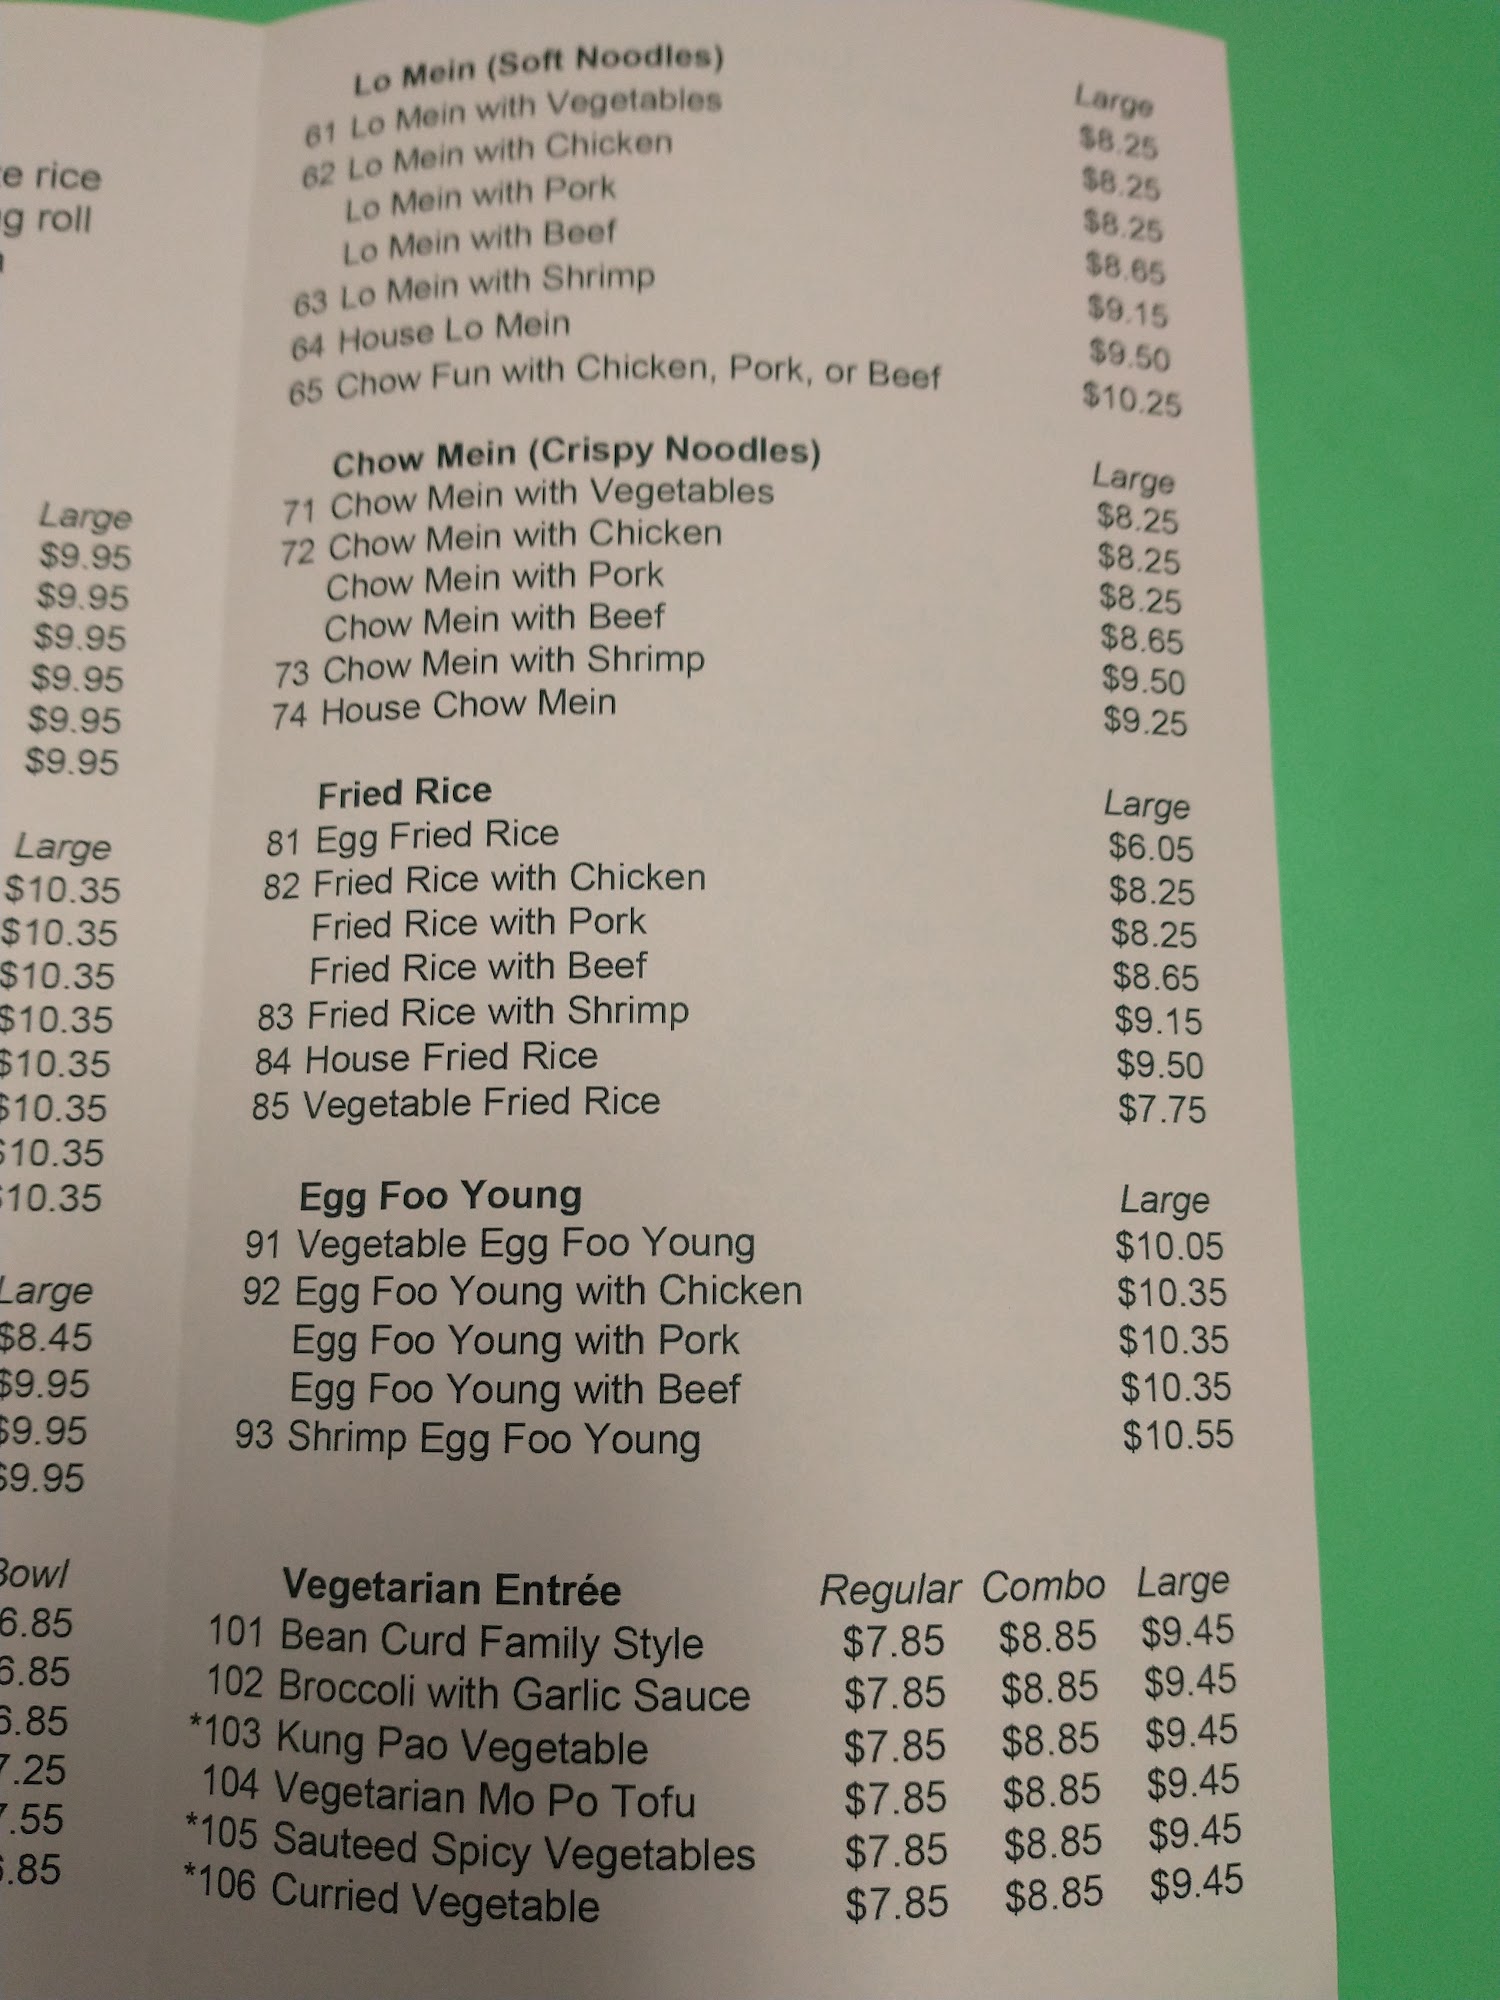 e rice
g roll
Large
$9.95
$9.95
$9.95
$9.95
$9.95
$9.95
Large
$10.35
$10.35
$10.35
$10.35
$10.35
$10.35
$10.35
$10.35
Large
$8.45
$9.95
$9.95
$9.95
Bowl
6.85
6.85
6.85
7.25
7.55
.85
Lo Mein (Soft Noodles) Large
61 Lo Mein with Vegetables $8.25
62 Lo Mein with Chicken $8.25
Lo Mein with Pork $8.25
Lo Mein with Beef $8.65
63 Lo Mein with Shrimp $9.15
64 House Lo Mein $9.50
65 Chow Fun with Chicken, Pork, or Beef $10.25
Chow Mein (Crispy Noodles) Large
71 Chow Mein with Vegetables $8.25
72 Chow Mein with Chicken $8.25
Chow Mein with Pork $8.25
Chow Mein with Beef $8.65
73 Chow Mein with Shrimp $9.50
74 House Chow Mein $9.25
Fried Rice Large
81 Egg Fried Rice $6.05
82 Fried Rice with Chicken $8.25
Fried Rice with Pork $8.25
Fried Rice with Beef $8.65
83 Fried Rice with Shrimp $9.15
84 House Fried Rice $9.50
85 Vegetable Fried Rice $7.75
Egg Foo Young Large
91 Vegetable Egg Foo Young $10.05
92 Egg Foo Young with Chicken $10.35
Egg Foo Young with Pork $10.35
Egg Foo Young with Beef $10.35
93 Shrimp Egg Foo Young $10.55
Vegetarian Entrée Regular Combo Large
101 Bean Curd Family Style $7.85 $8.85 $9.45
102 Broccoli with Garlic Sauce $7.85 $8.85 $9.45
*103 Kung Pao Vegetable $7.85 $8.85 $9.45
104 Vegetarian Mo Po Tofu $7.85 $8.85 $9.45
*105 Sauteed Spicy Vegetables $7.85 $8.85 $9.45
*106 Curried Vegetable $7.85 $8.85 $9.45